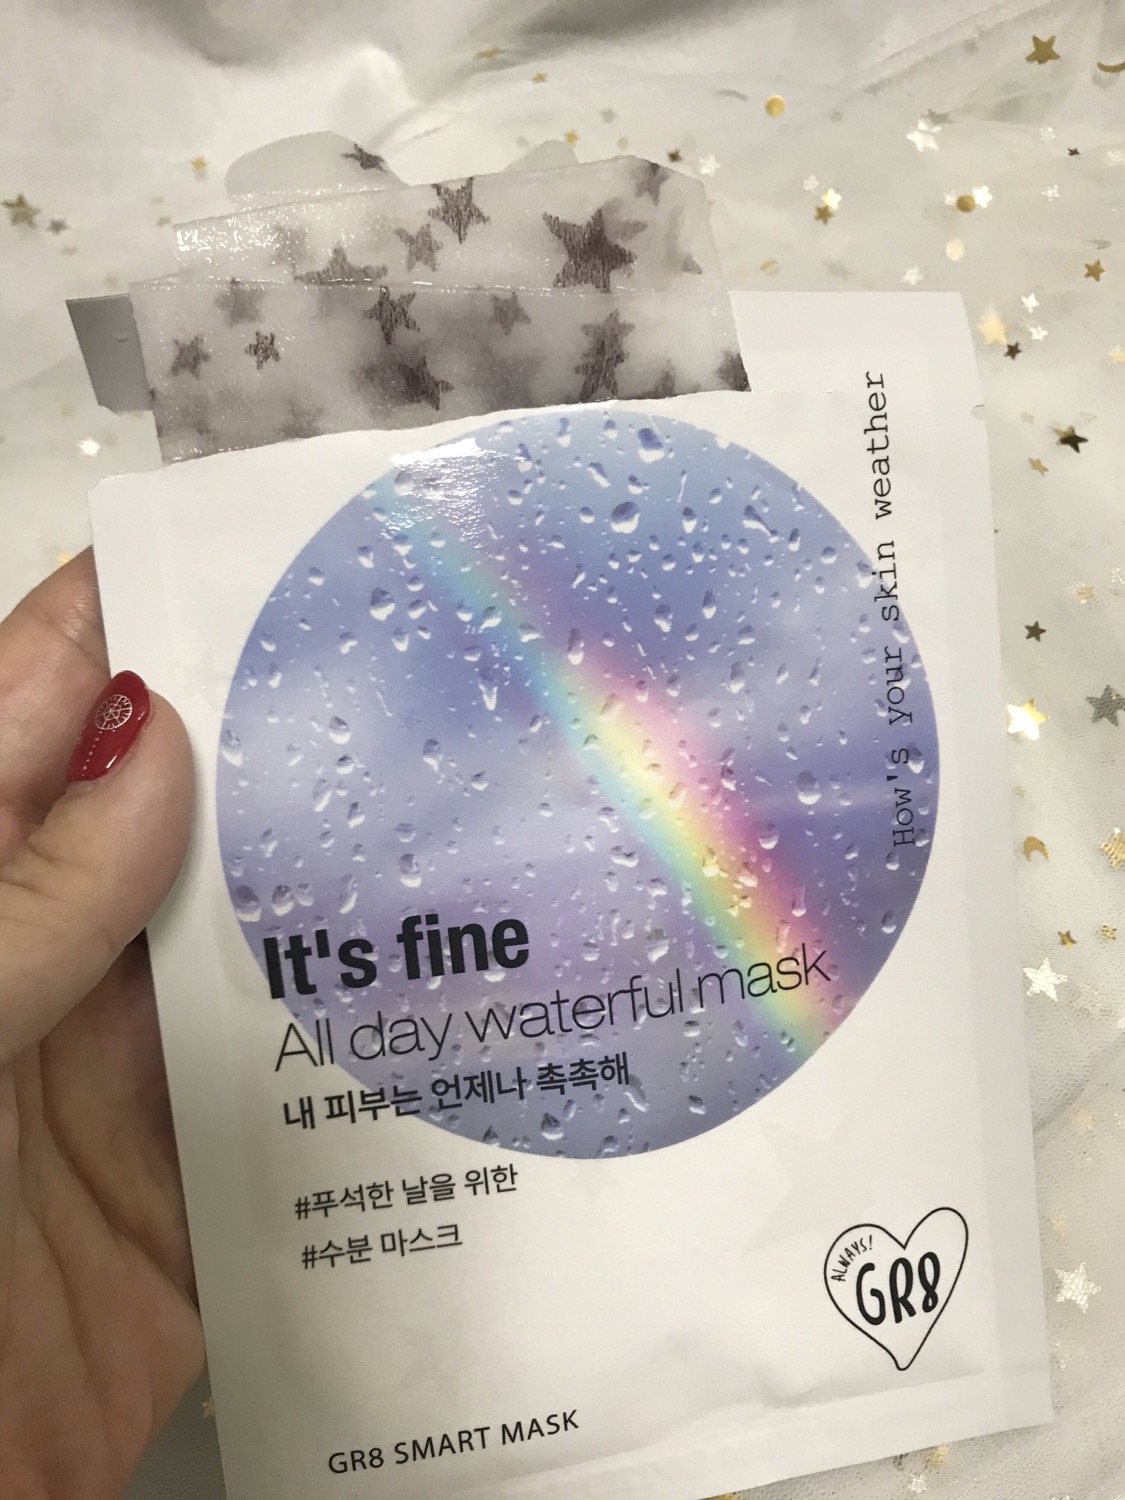 How's your skin weather
It's fine
All day waterful mask
내 피부는 언제나 촉촉해
#푸석한 날을 위한
#수분 마스크
ALWAYS!
GR8
GR8 SMART MASK